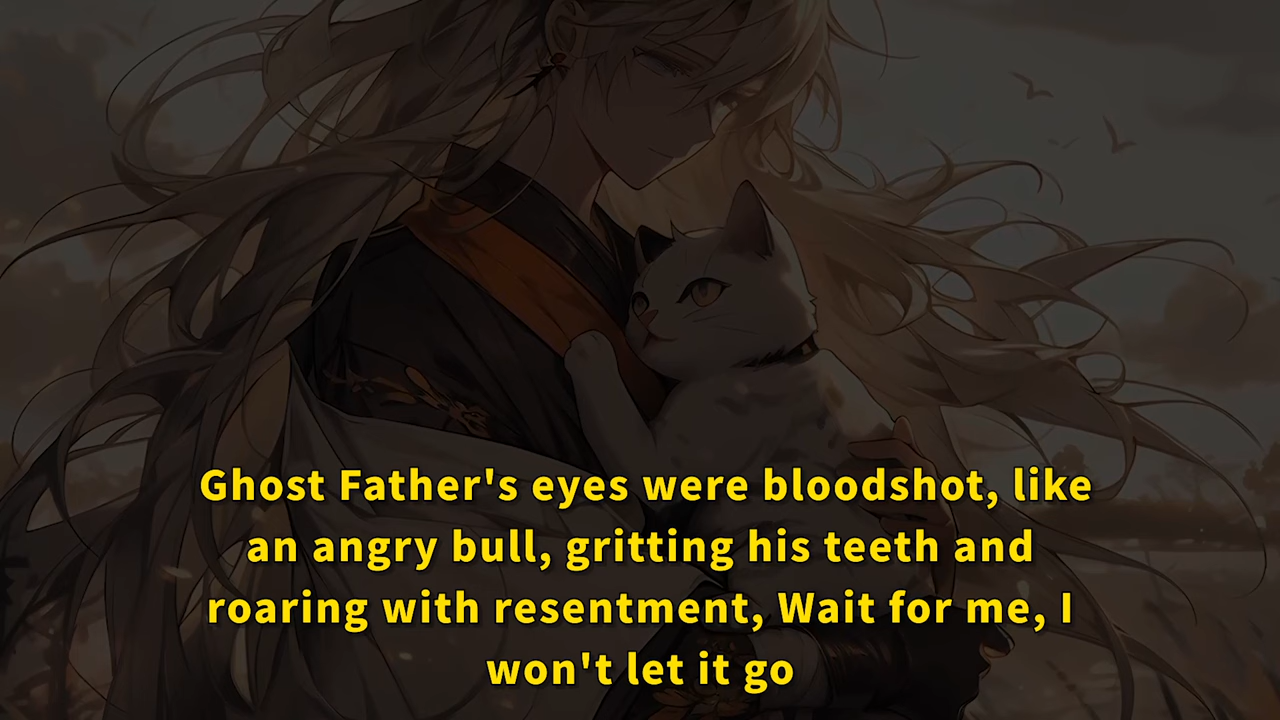 Ghost Father's eyes were bloodshot, like
an angry bull, gritting his teeth and
roaring with resentment, Wait for me, I
won't let it go